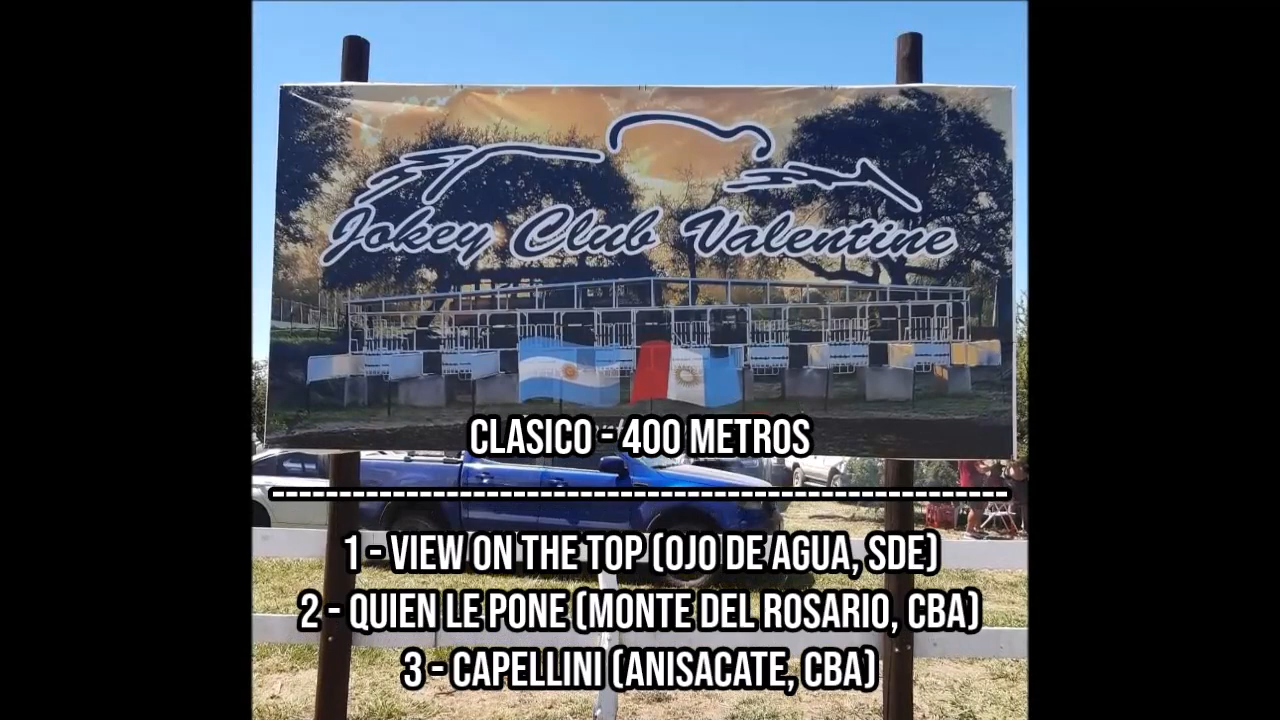 Jokey Club Valentine
CLASICO - 400 METROS
-------------------------------------------------------
1 - VIEW ON THE TOP (OJO DE AGUA, SDE)
2 - QUIEN LE PONE (MONTE DEL ROSARIO, CBA)
3 - CAPELLINI (ANISACATE, CBA)